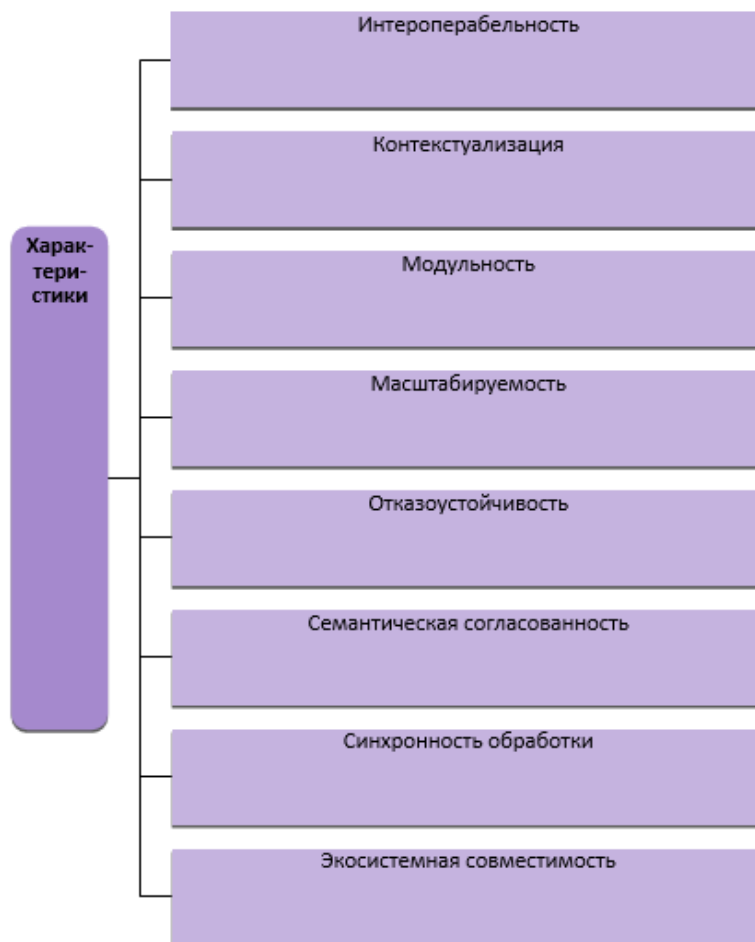 Харак-
тери-
стики
Интероперабельность
Контекстуализация
Модульность
Масштабируемость
Отказоустойчивость
Семантическая согласованность
Синхронность обработки
Экосистемная совместимость